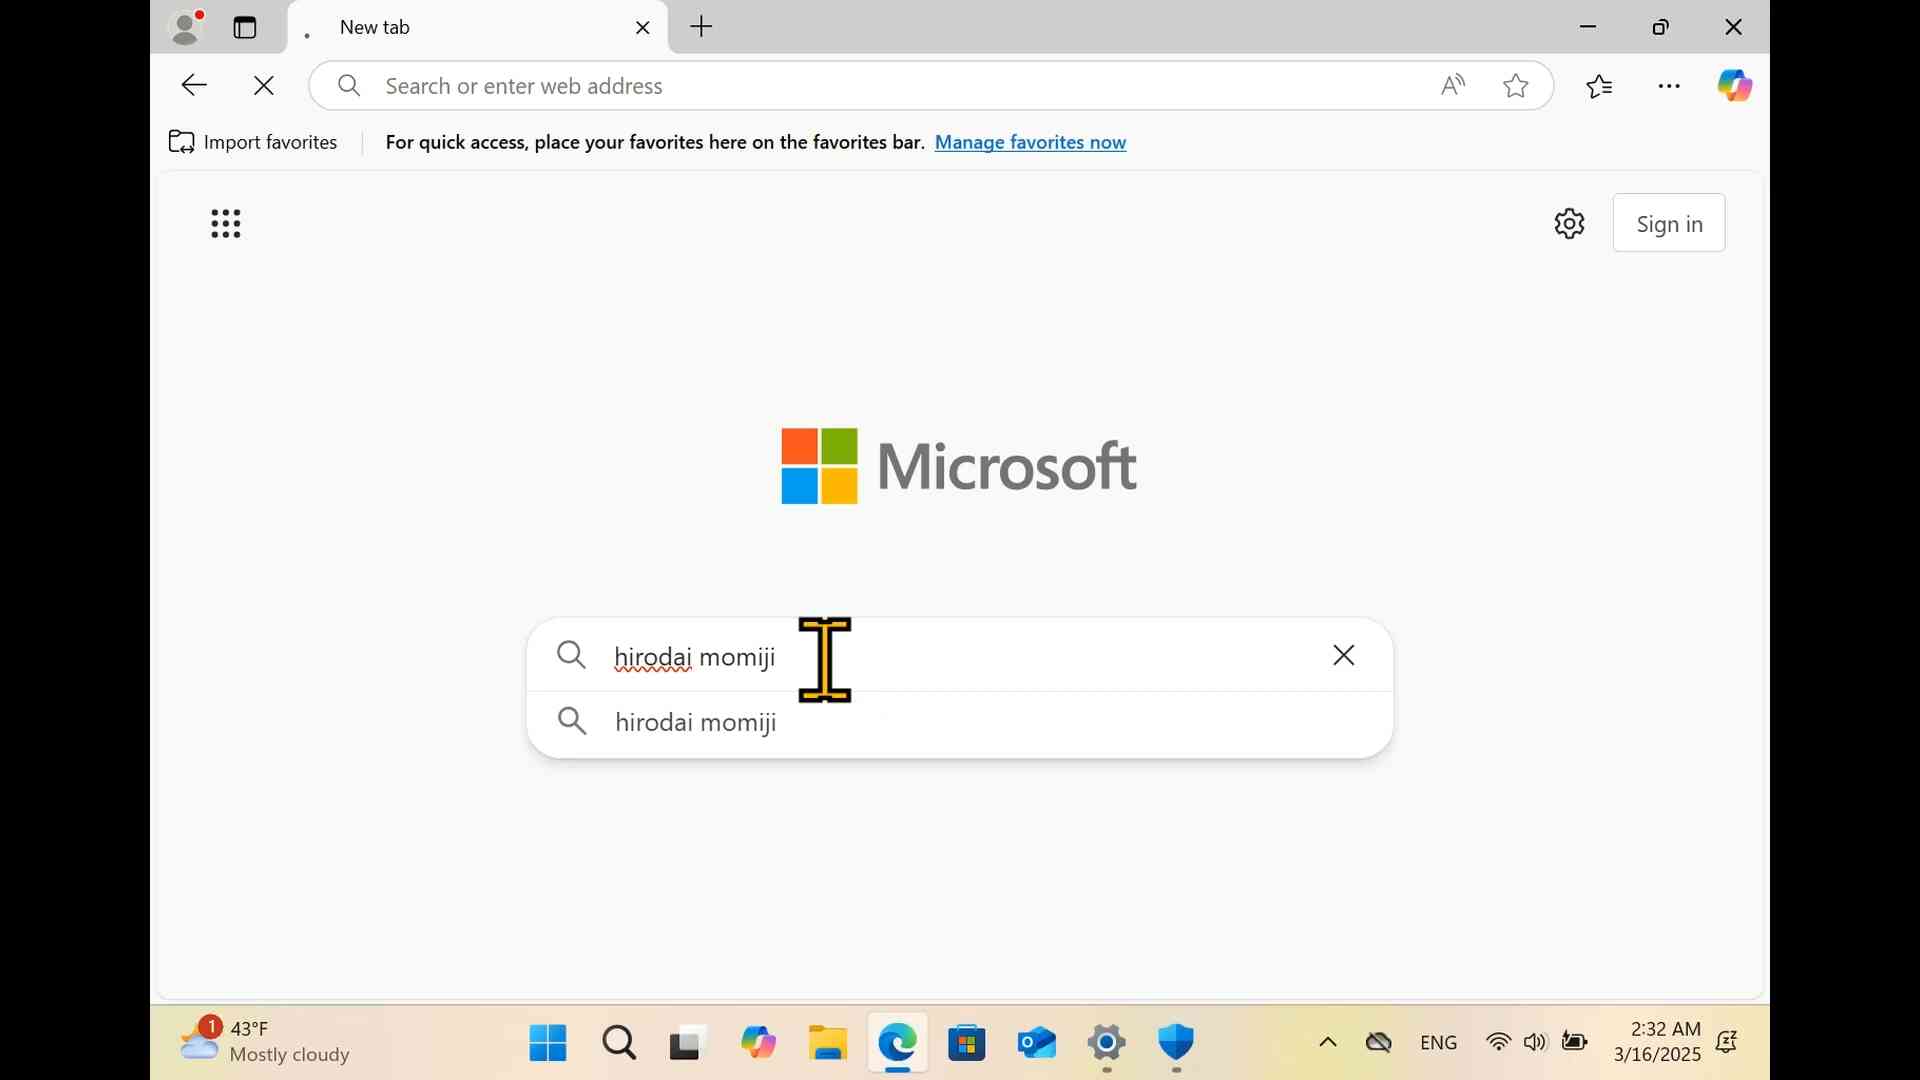 New tab
Search or enter web address
Import favorites
For quick access, place your favorites here on the favorites bar. Manage favorites now
Sign in
Microsoft
hirodai momiji
hirodai momiji
1
43°F
Mostly cloudy
ENG
2:32 AM
3/16/2025